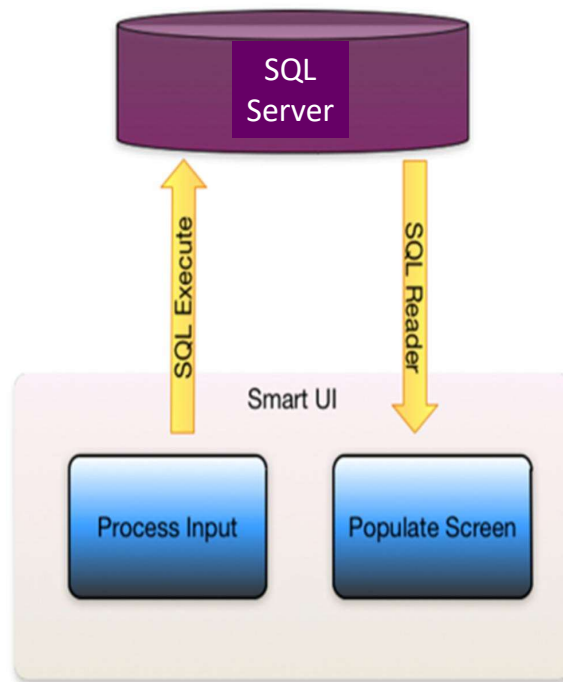 SQL
Server
SQL Execute
SQL Reader
Smart UI
Process Input
Populate Screen